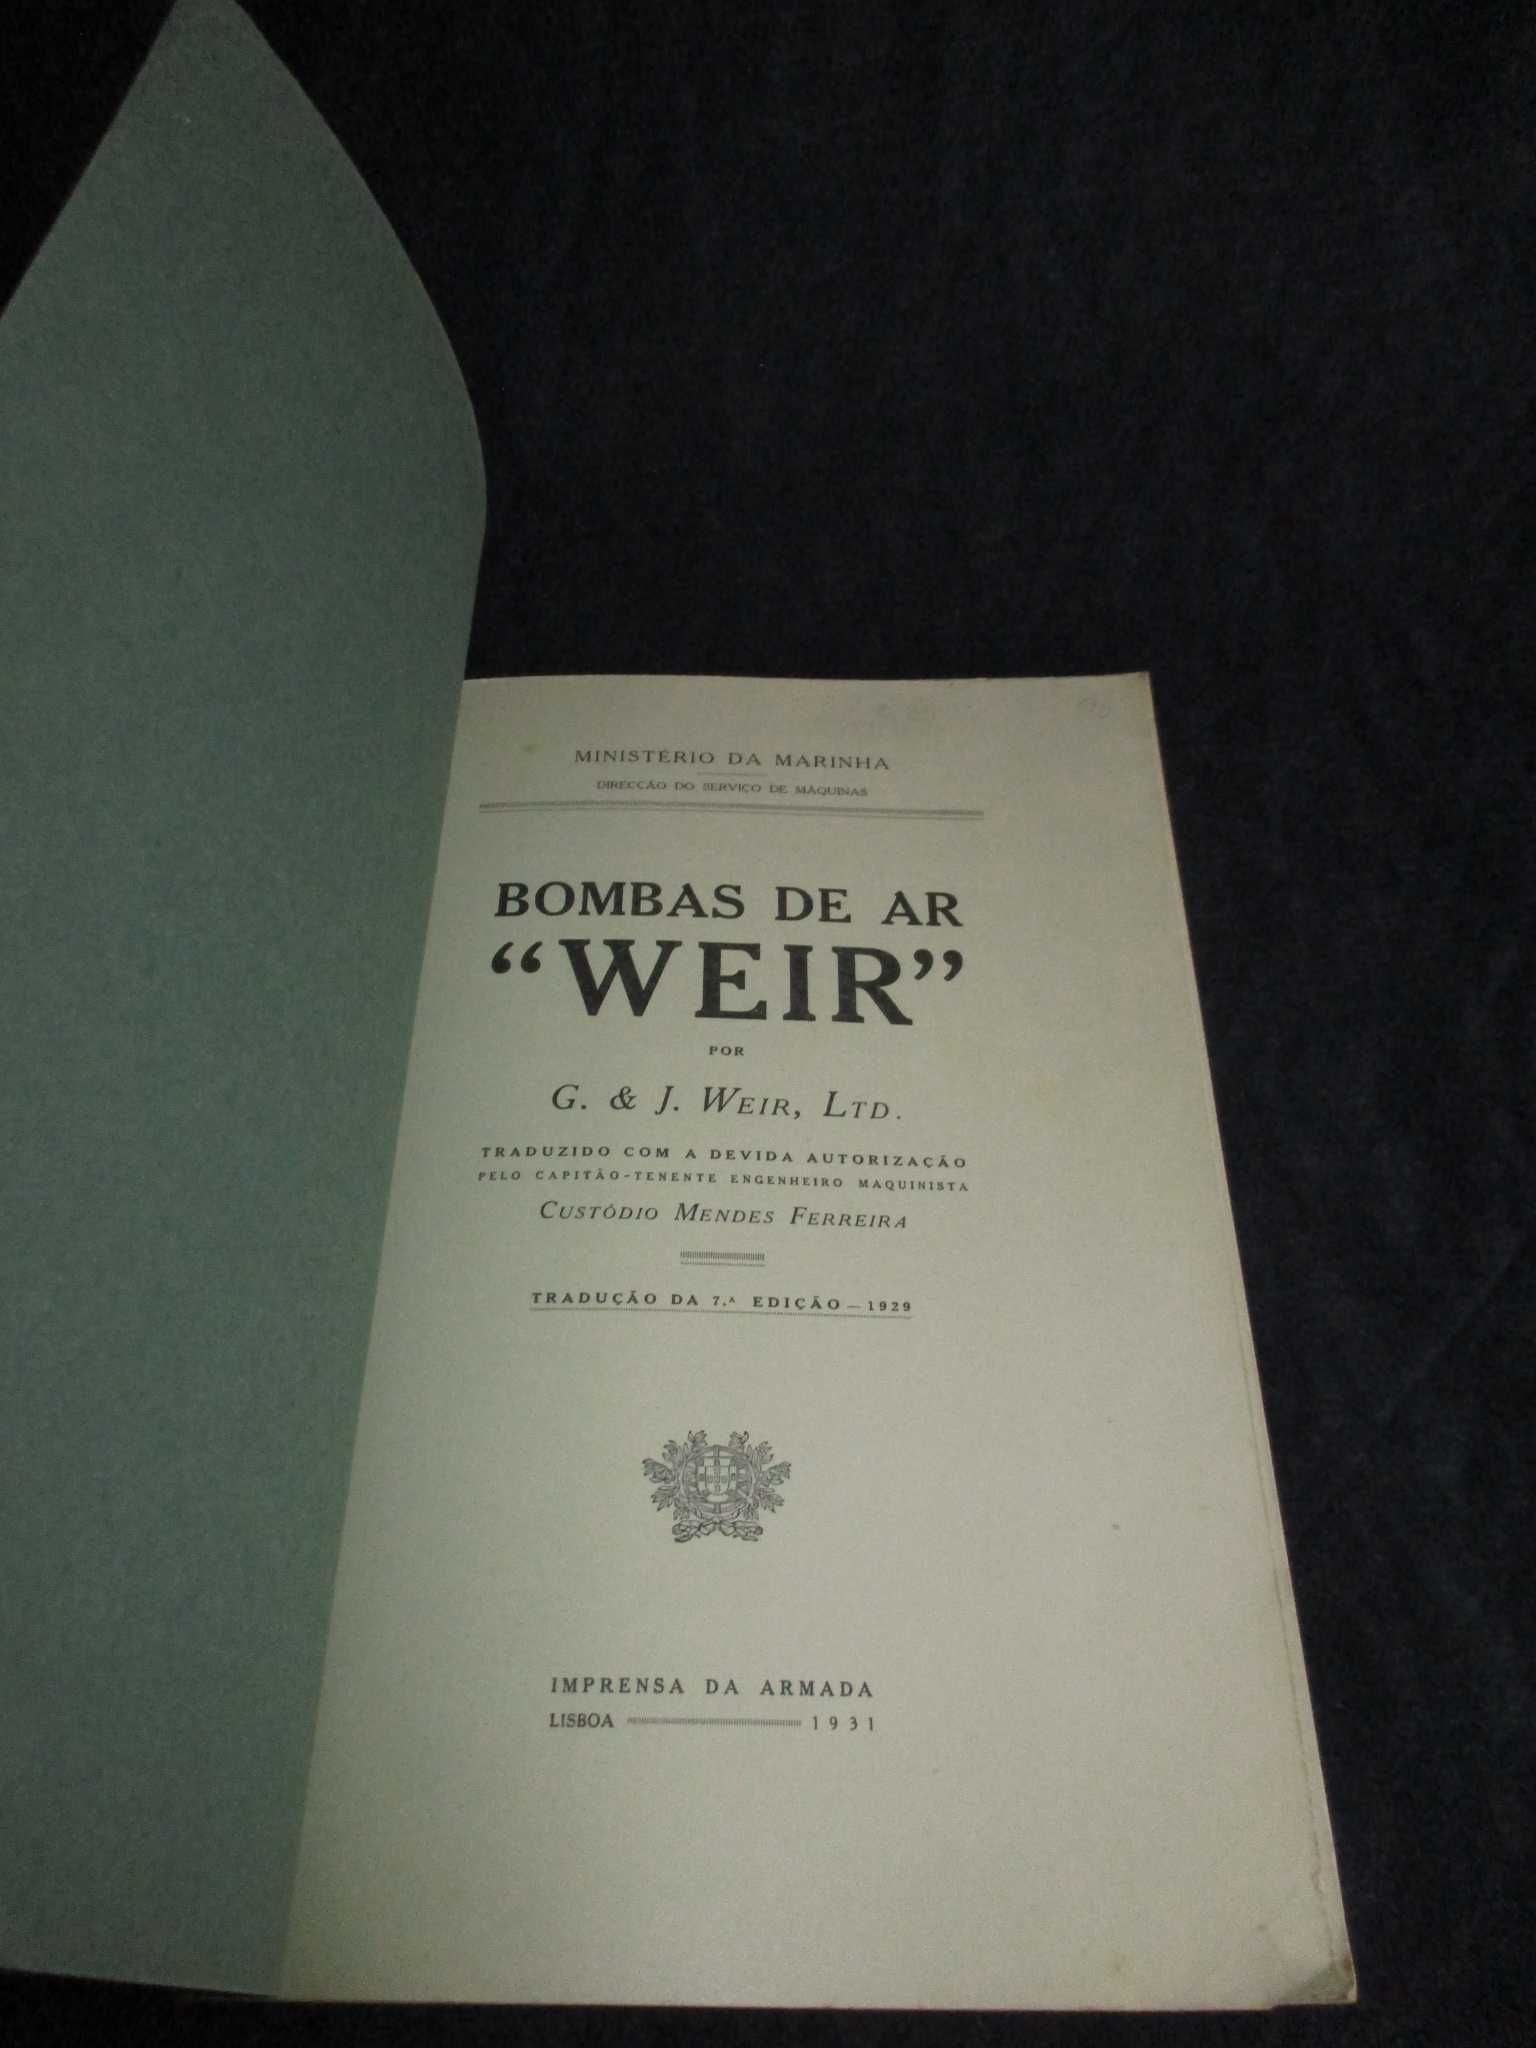 MINISTÉRIO DA MARINHA
DIRECÇÃO DO SERVIÇO DE MÁQUINAS
BOMBAS DE AR
“WEIR”
POR
G. & J. WEIR, LTD.
TRADUZIDO COM A DEVIDA AUTORIZAÇÃO
PELO CAPITÃO-TENENTE ENGENHEIRO MAQUINISTA
CUSTÓDIO MENDES FERREIRA
TRADUÇÃO DA 7.ᴬ EDIÇÃO — 1929
IMPRENSA DA ARMADA
LISBOA 1931